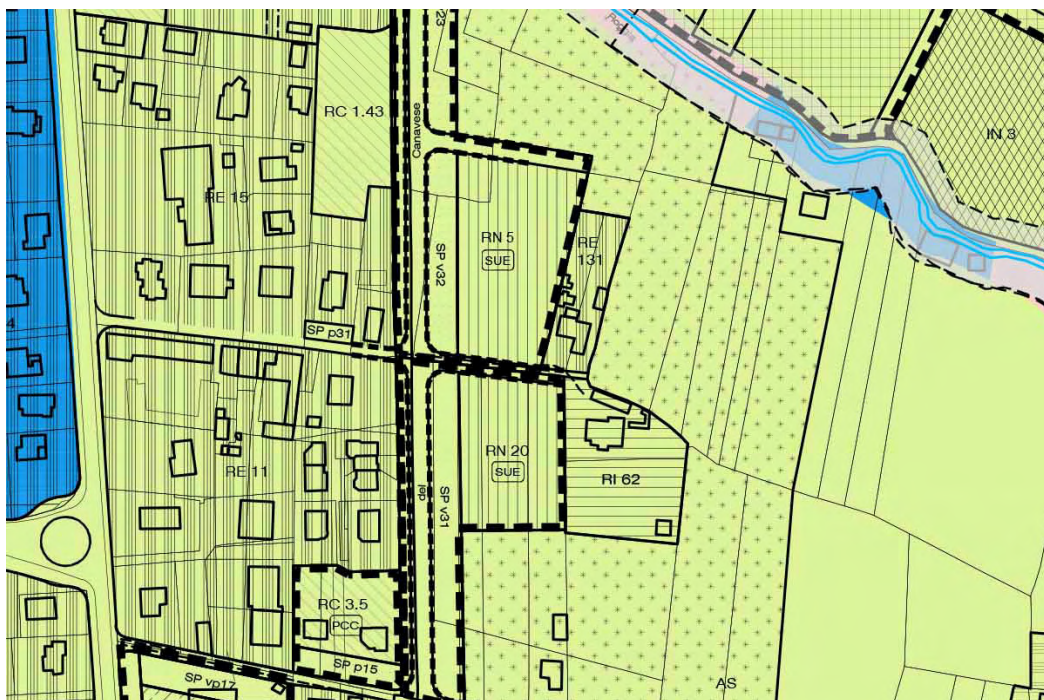 RC 1.43
Canavese
IN 3
RE 15
RN 5
SUE
RE
131
SP v32
SP p31
RN 20
SUE
RE 11
RI 62
SP v31
del
RC 3.5
PCC
SP p15
SP vp17
AS